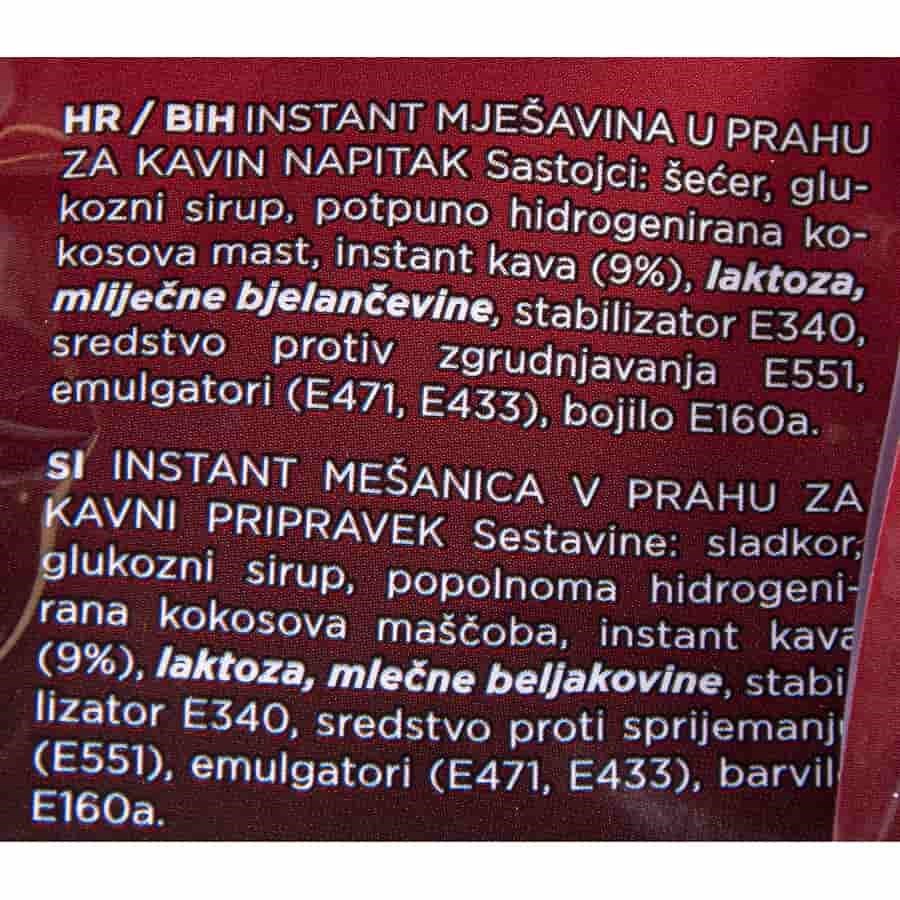 HR / BiH INSTANT MJEŠAVINA U PRAHU
ZA KAVIN NAPITAK Sastojci: šećer, glu-
kozni sirup, potpuno hidrogenirana ko-
kosova mast, instant kava (9%), laktoza,
mliječne bjelančevine, stabilizator E340,
sredstvo protiv zgrudnjavanja E551,
emulgatori (E471, E433), bojilo E160a.
SI INSTANT MEŠANICA V PRAHU ZA
KAVNI PRIPRAVEK Sestavine: sladkor,
glukozni sirup, popolnoma hidrogeni-
rana kokosova maščoba, instant kava
(9%), laktoza, mlečne beljakovine, stabi
lizator E340, sredstvo proti sprijemanj
(E551), emulgatori (E471, E433), barvil
E160a.